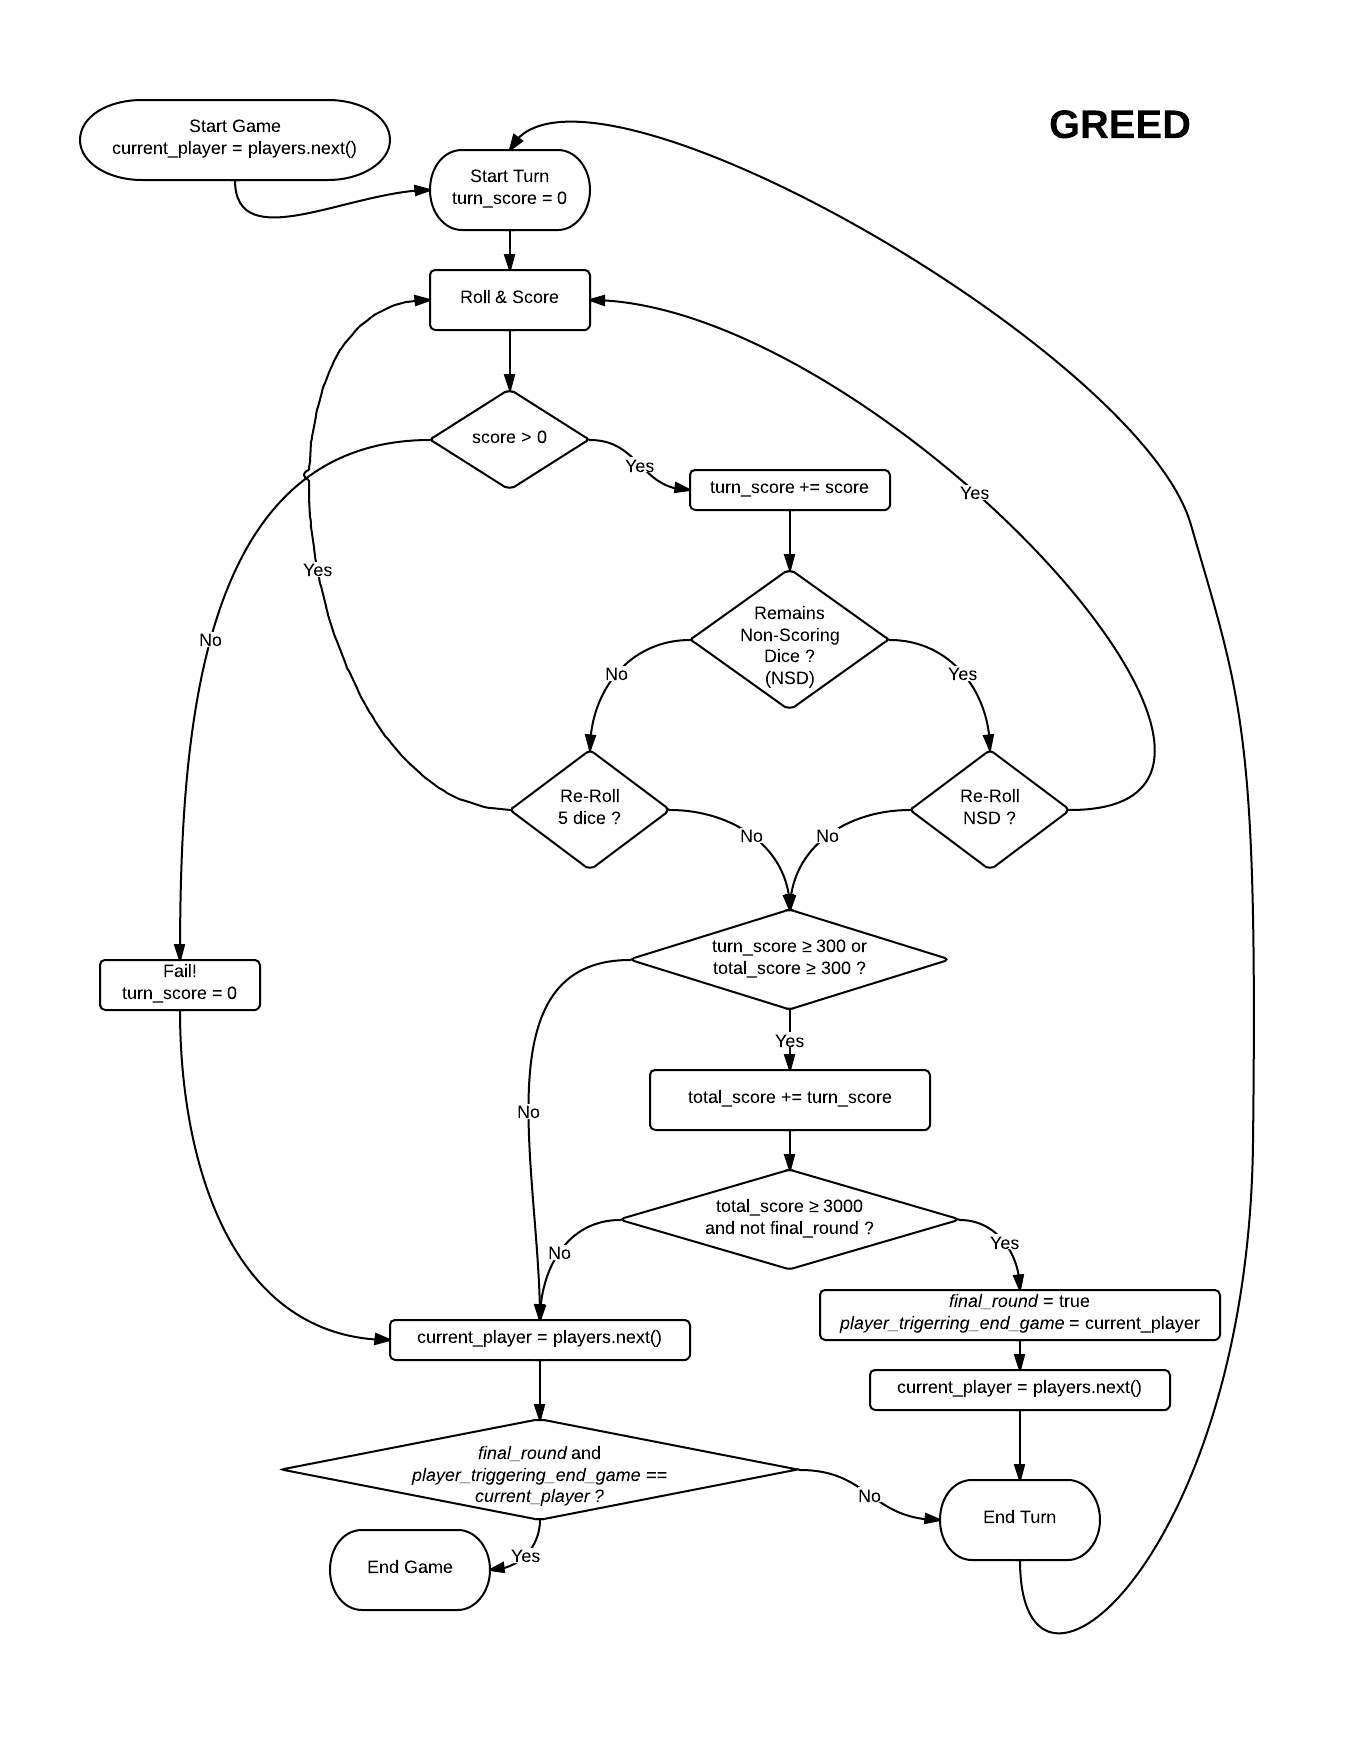 GREED
Start Game
current_player = players.next()
Start Turn
turn_score = 0
Roll & Score
score > 0
Yes
turn_score += score
Yes
Yes
No
Remains
Non-Scoring
Dice ?
(NSD)
No
Yes
Re-Roll
5 dice ?
Re-Roll
NSD ?
No
No
turn_score ≥ 300 or
total_score ≥ 300 ?
Fail!
turn_score = 0
Yes
total_score += turn_score
No
total_score ≥ 3000
and not final_round ?
No
Yes
final_round = true
player_trigerring_end_game = current_player
current_player = players.next()
current_player = players.next()
final_round and
player_triggering_end_game ==
current_player ?
No
End Turn
Yes
End Game